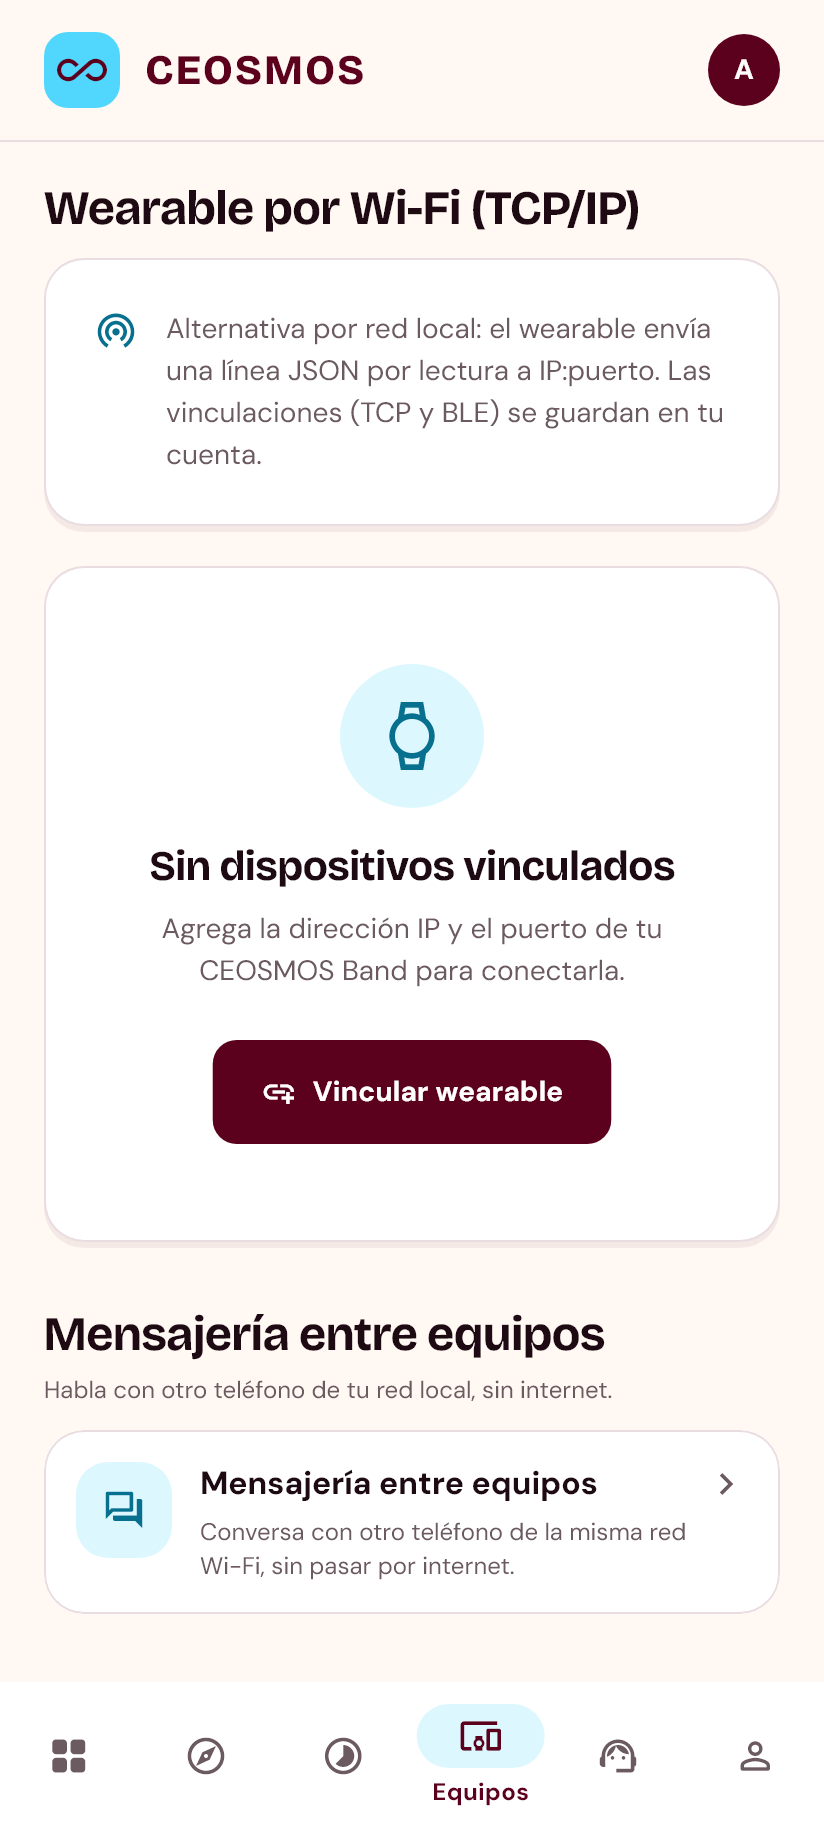 CEOSMOS
A
Wearable por Wi-Fi (TCP/IP)
Alternativa por red local: el wearable envía
una línea JSON por lectura a IP:puerto. Las
vinculaciones (TCP y BLE) se guardan en tu
cuenta.
Sin dispositivos vinculados
Agrega la dirección IP y el puerto de tu
CEOSMOS Band para conectarla.
Vincular wearable
Mensajería entre equipos
Habla con otro teléfono de tu red local, sin internet.
Mensajería entre equipos
Conversa con otro teléfono de la misma red
Wi-Fi, sin pasar por internet.
Equipos